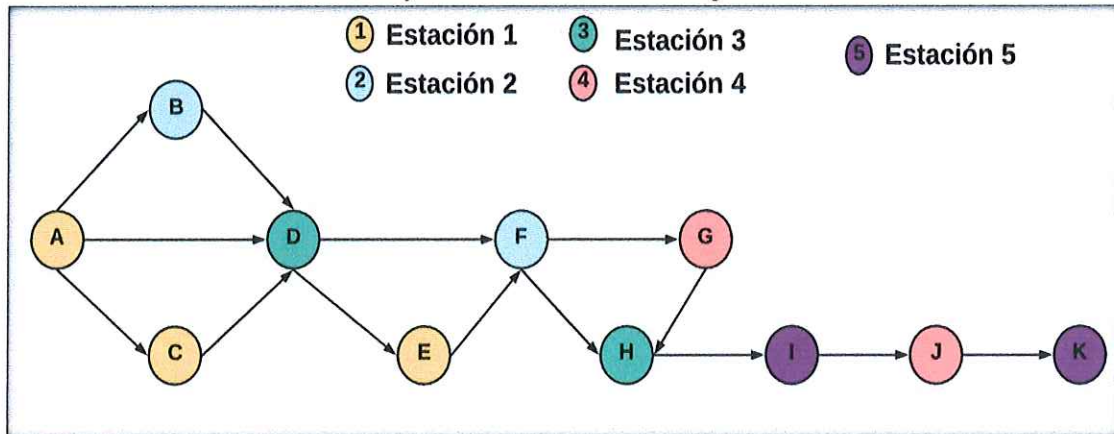 1 Estación 1
3 Estación 3
5 Estación 5
2 Estación 2
4 Estación 4
B
A
D
F
G
C
E
H
I
J
K